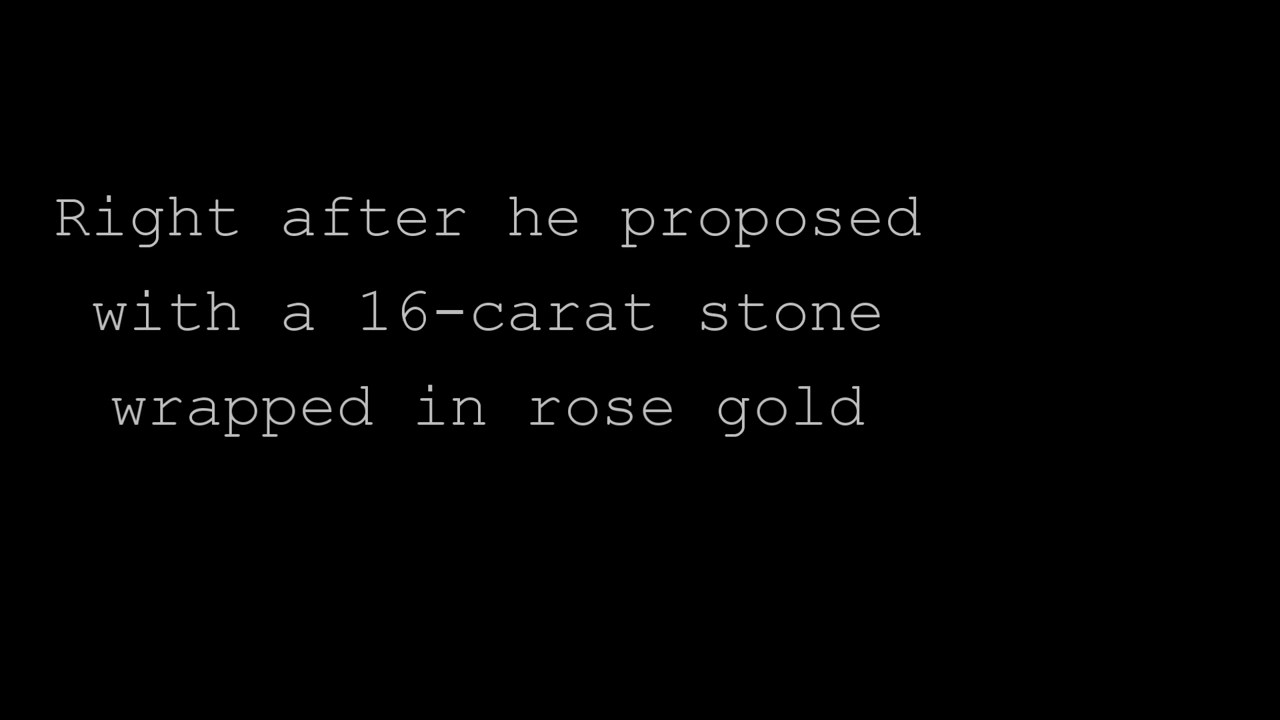 Right after he proposed
with a 16-carat stone
wrapped in rose gold